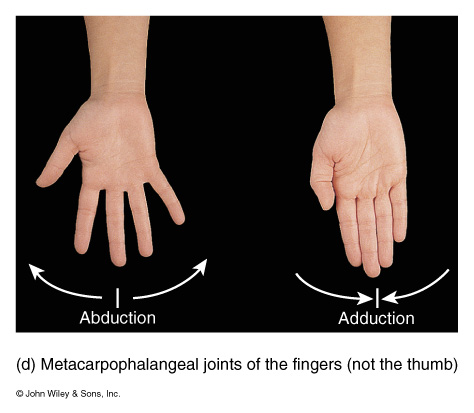 Abduction
Adduction
(d) Metacarpophalangeal joints of the fingers (not the thumb)
© John Wiley & Sons, Inc.